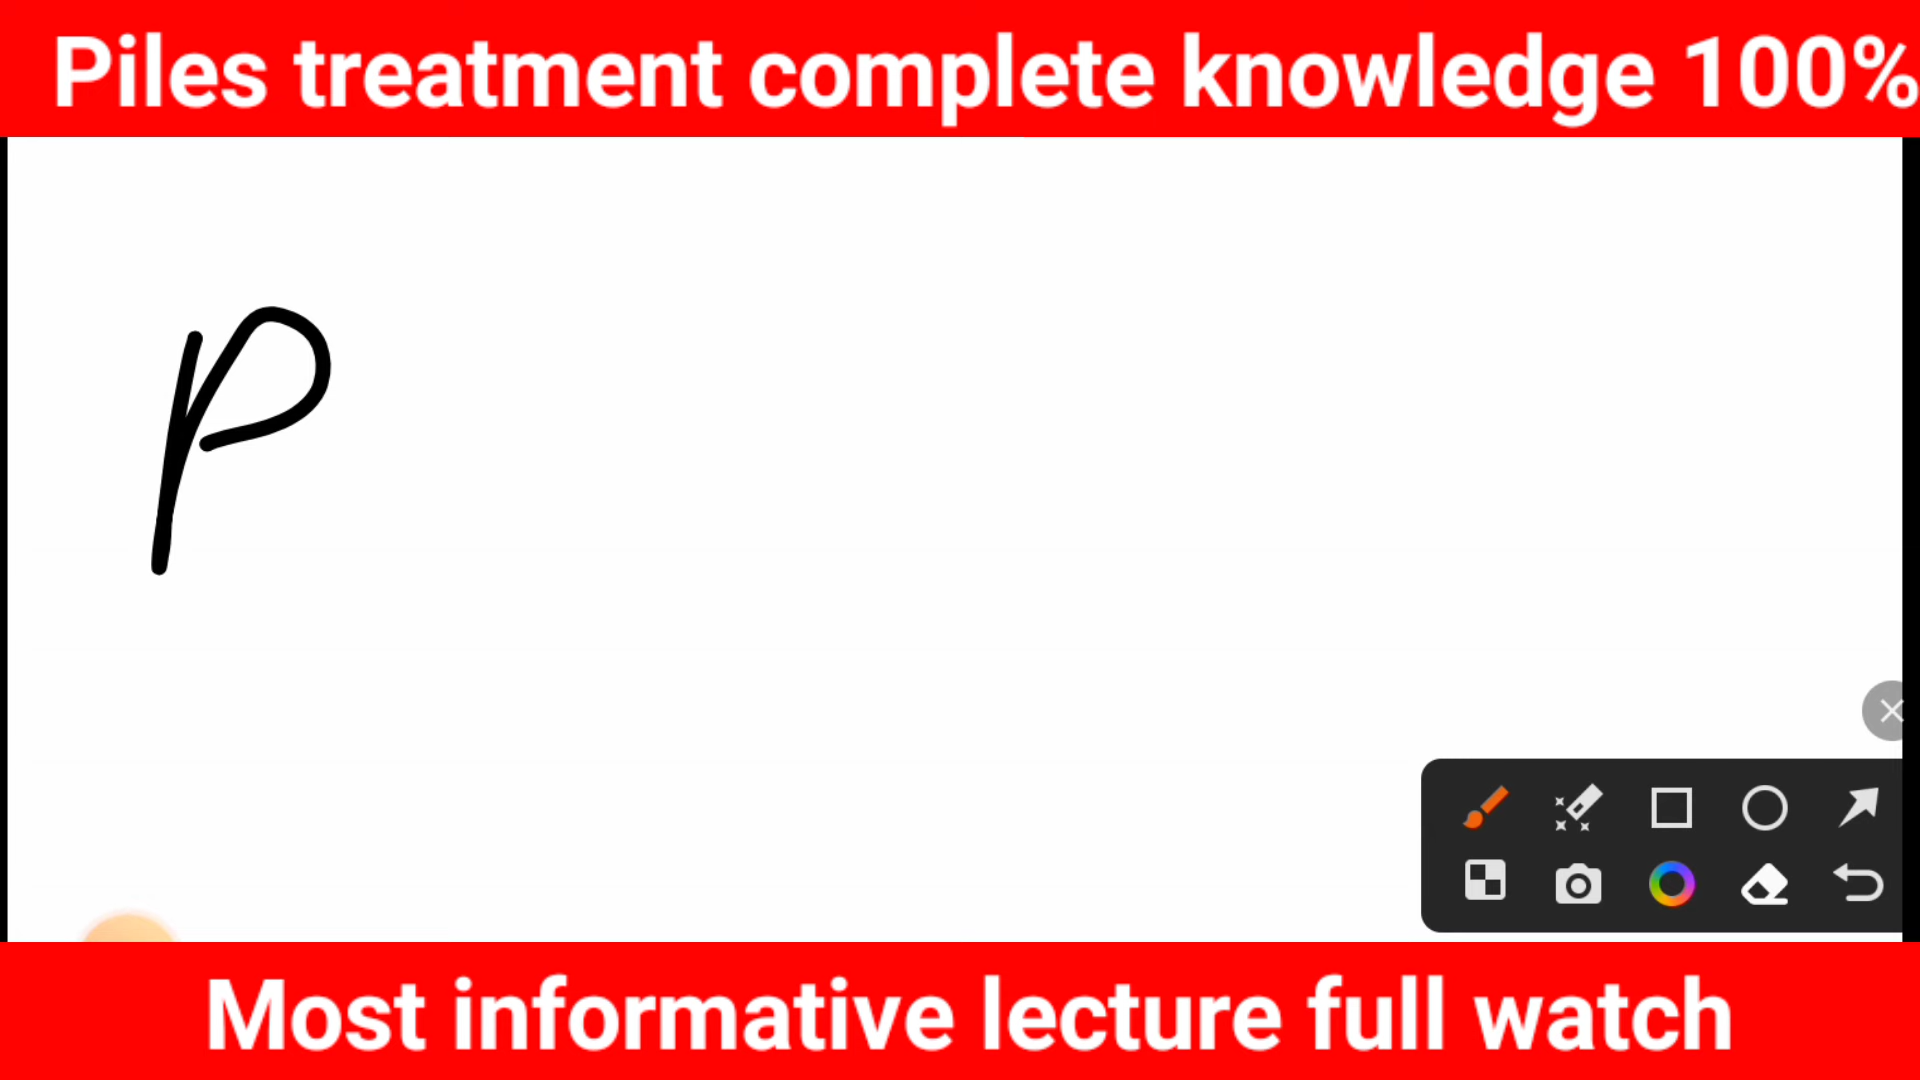 Piles treatment complete knowledge 100%
P
Most informative lecture full watch